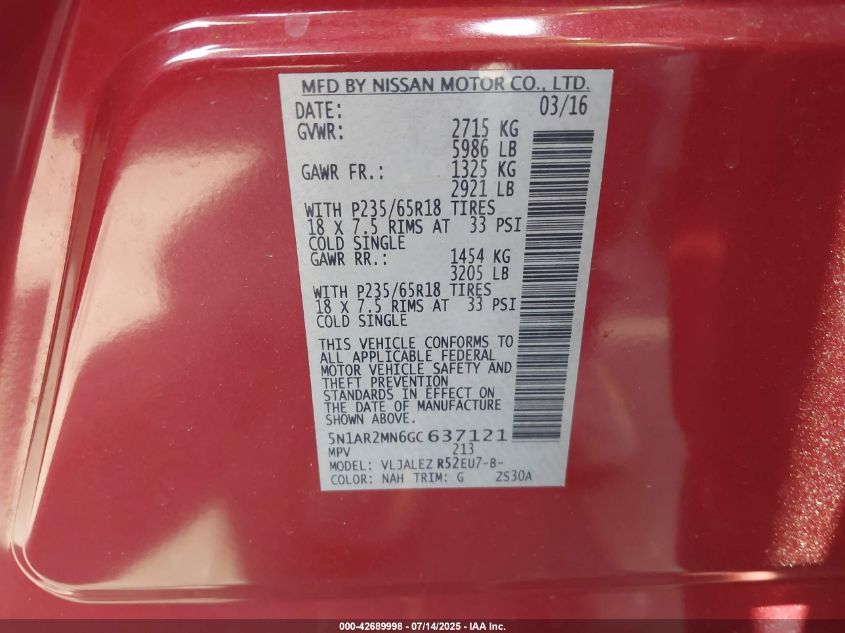 MFD BY NISSAN MOTOR CO., LTD.
DATE: 03/16
GVWR: 2715 KG
5986 LB
GAWR FR.: 1325 KG
2921 LB
WITH P235/65R18 TIRES
18 X 7.5 RIMS AT 33 PSI
COLD SINGLE
GAWR RR.: 1454 KG
3205 LB
WITH P235/65R18 TIRES
18 X 7.5 RIMS AT 33 PSI
COLD SINGLE
THIS VEHICLE CONFORMS TO
ALL APPLICABLE FEDERAL
MOTOR VEHICLE SAFETY AND
THEFT PREVENTION
STANDARDS IN EFFECT ON
THE DATE OF MANUFACTURE
SHOWN ABOVE.
5N1AR2MN6GC637121
MPV 213
MODEL: VLJALEZ R52EU7-B-
COLOR: NAH TRIM: G ZS30A
000-42689998 - 07/14/2025 - IAA Inc.